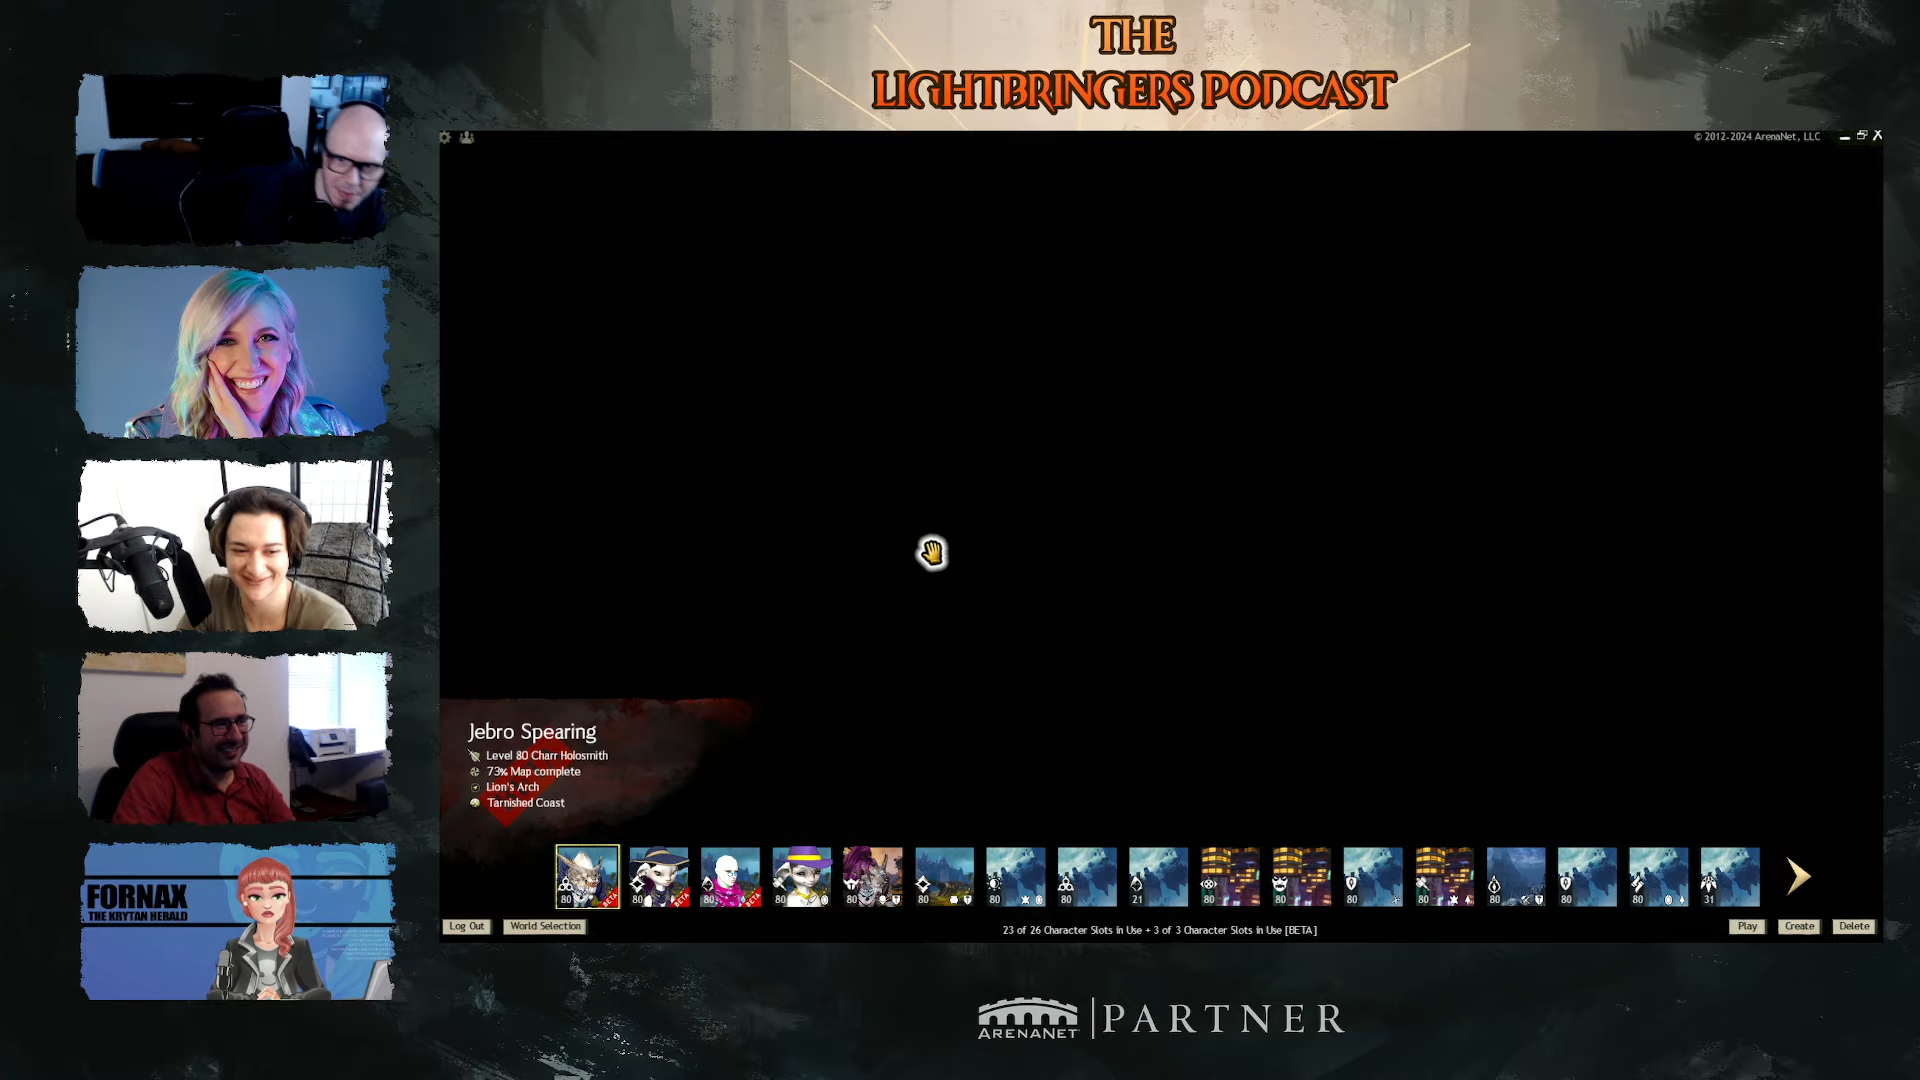 THE
LIGHTBRINGERS PODCAST
© 2012-2024 ArenaNet, LLC
Jebro Spearing
Level 80 Charr Holosmith
73% Map complete
Lion's Arch
Tarnished Coast
FORNAX
THE KRYTAN HERALD
80 80 80 80 80 80 80 80 21 80 80 80 80 80 80 80 31
BETA BETA BETA
Log Out World Selection
23 of 26 Character Slots in Use + 3 of 3 Character Slots in Use [BETA]
Play Create Delete
ARENANET PARTNER